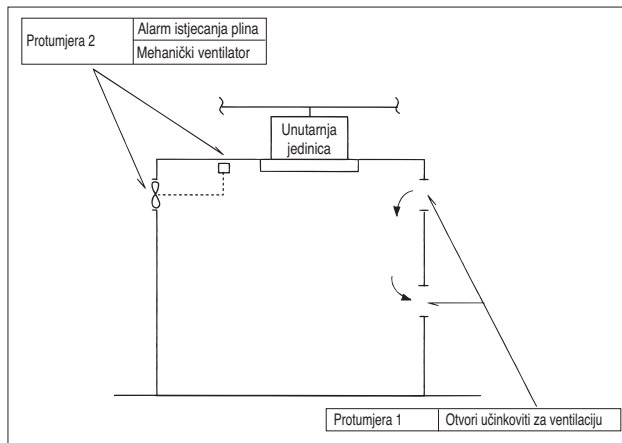 Protumjera 2
Alarm istjecanja plina
Mehanički ventilator
Unutarnja
jedinica
Protumjera 1
Otvori učinkoviti za ventilaciju